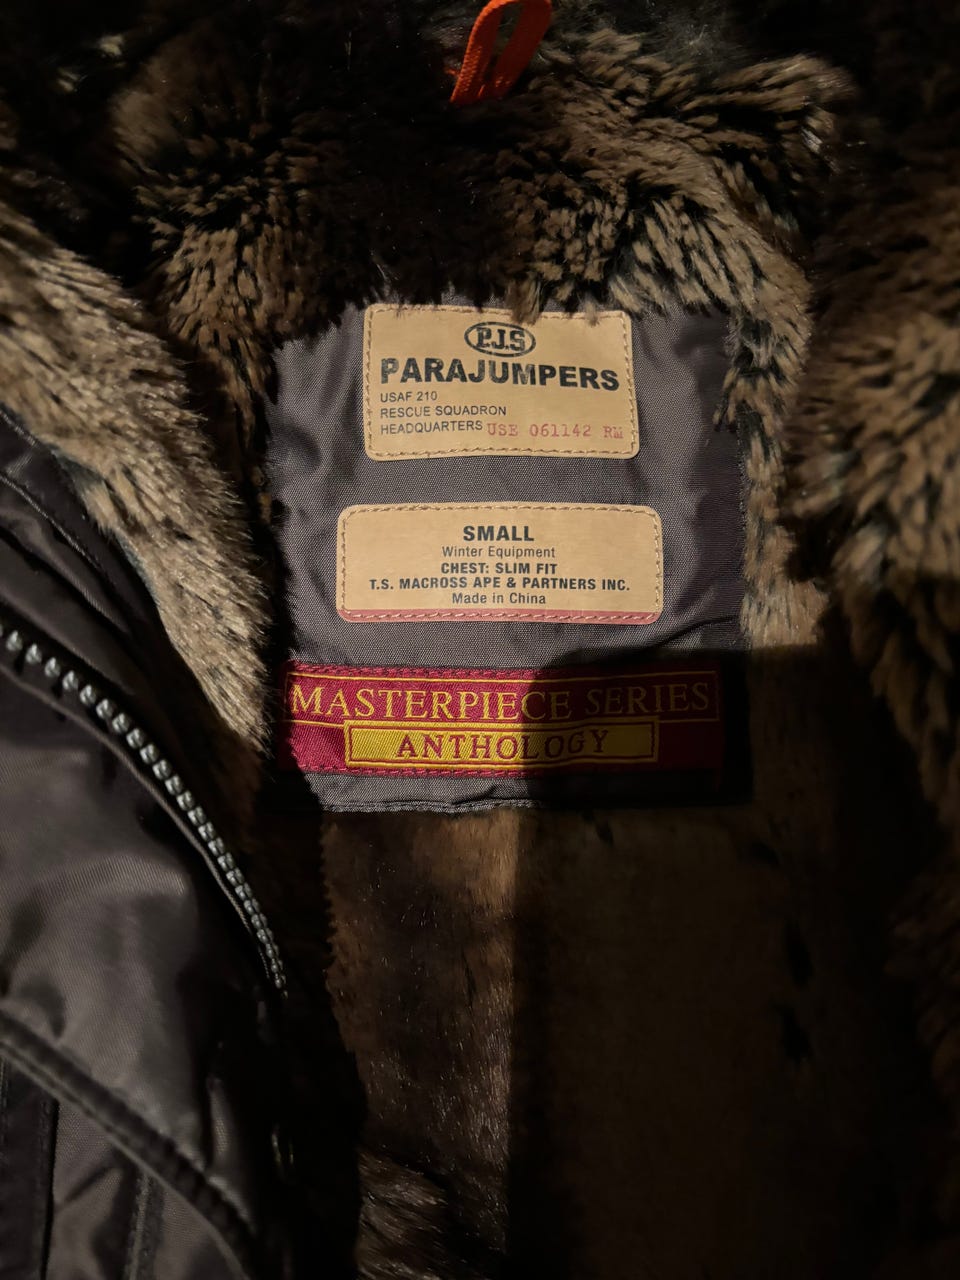 P.J.S
PARAJUMPERS
USAF 210
RESCUE SQUADRON
HEADQUARTERS USE 061142 RM
SMALL
Winter Equipment
CHEST: SLIM FIT
T.S. MACROSS APE & PARTNERS INC.
Made in China
MASTERPIECE SERIES
ANTHOLOGY